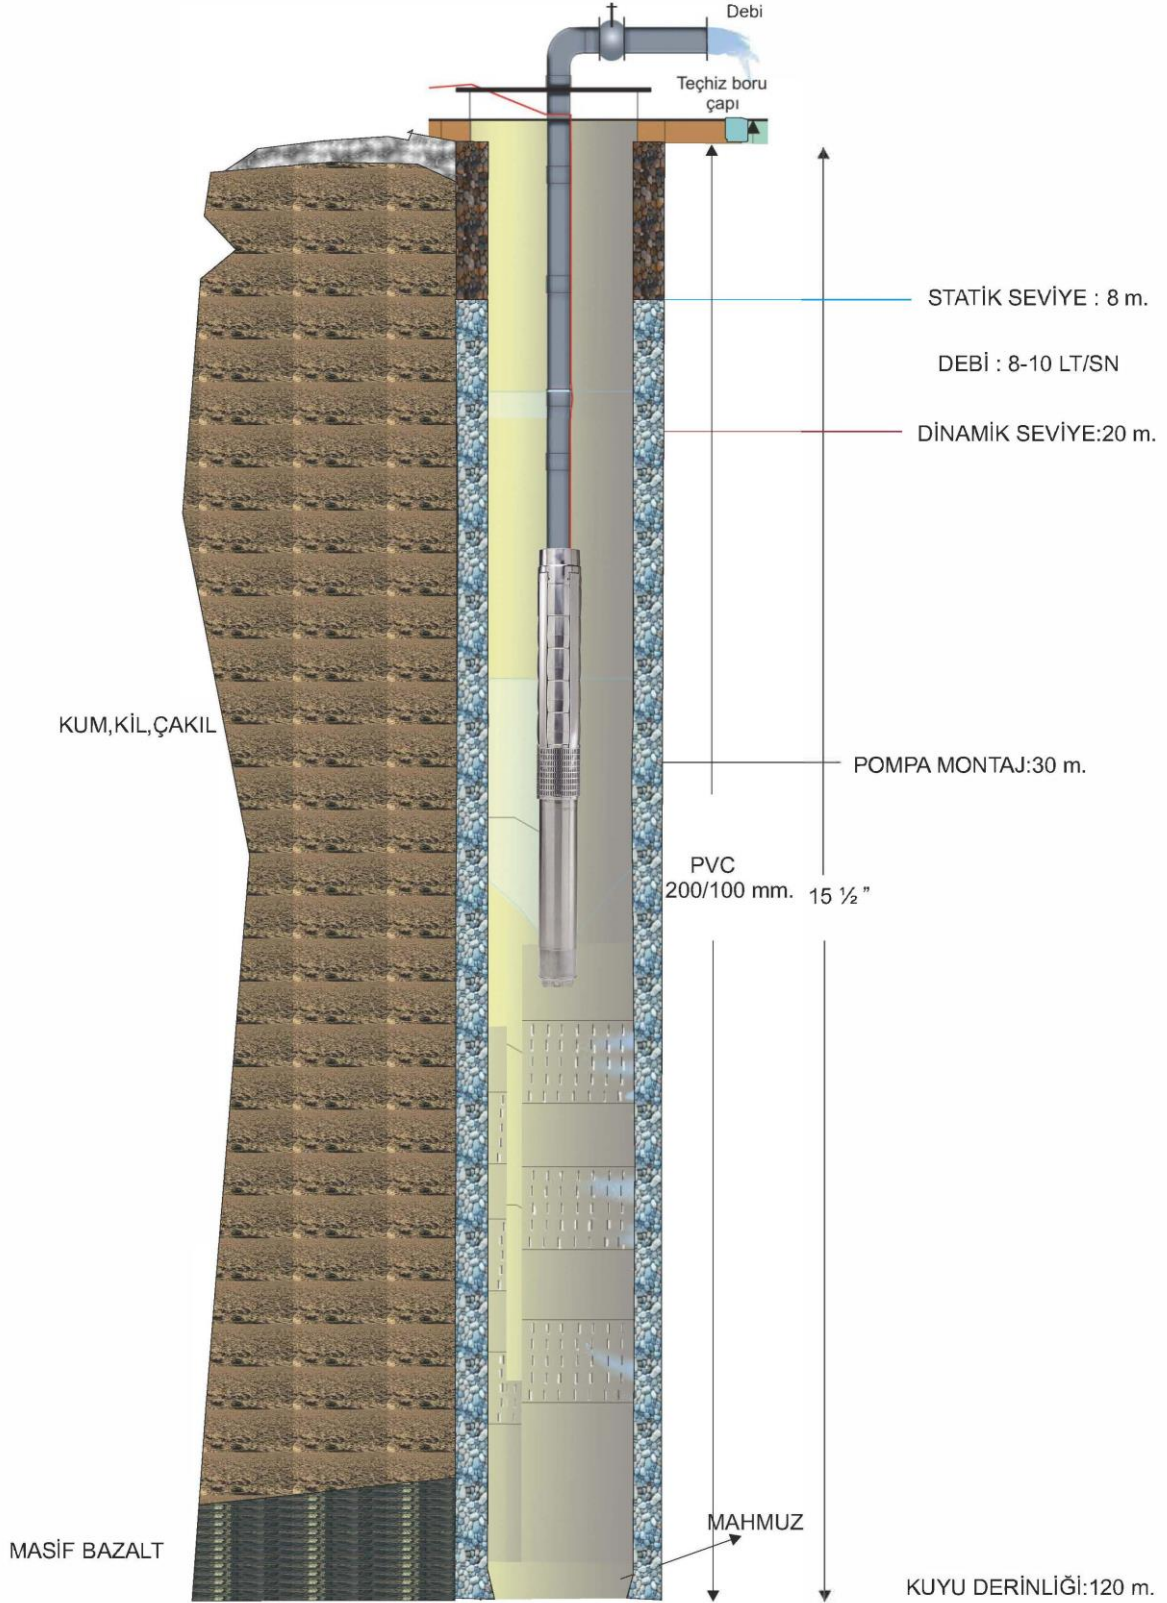 Debi
Teçhiz boru
çapı
STATİK SEVİYE : 8 m.
DEBİ : 8-10 LT/SN
DİNAMİK SEVİYE:20 m.
KUM,KİL,ÇAKIL
POMPA MONTAJ:30 m.
PVC
200/100 mm.
15 ½ "
MAHMUZ
MASİF BAZALT
KUYU DERİNLİĞİ:120 m.